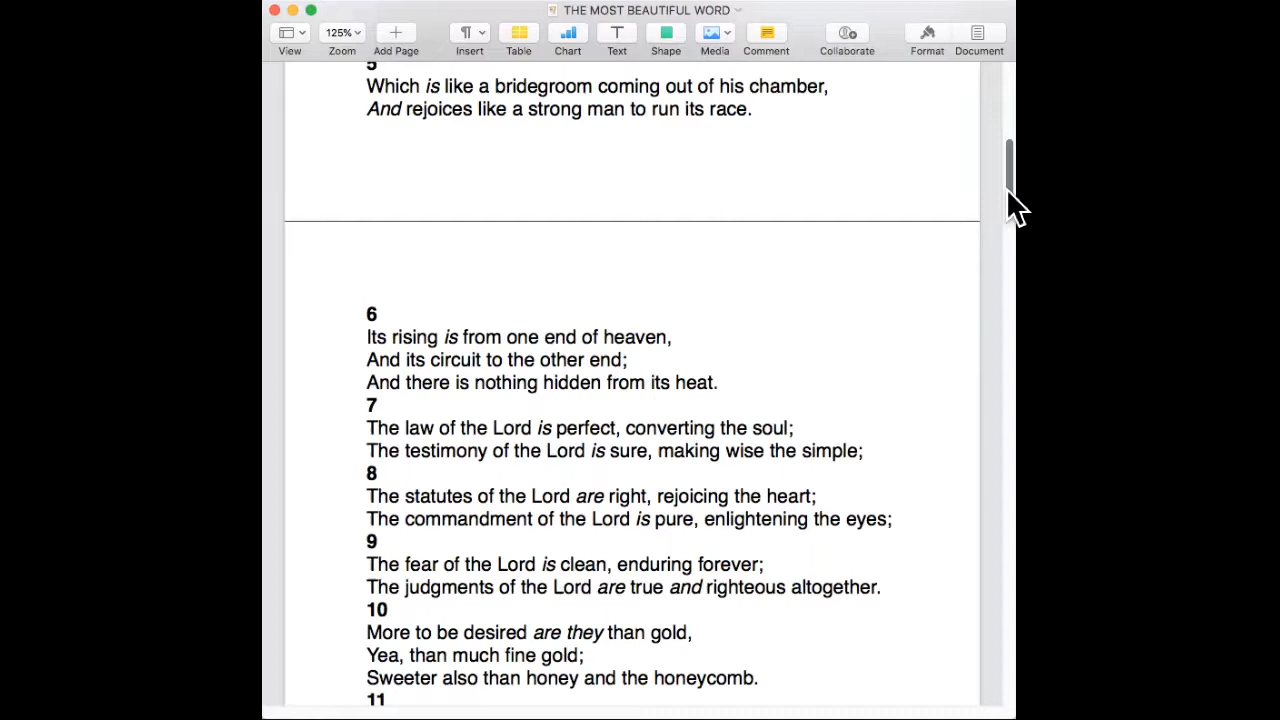 THE MOST BEAUTIFUL WORD
125%
View
Zoom
Add Page
Insert
Table
Chart
Text
Shape
Media
Comment
Collaborate
Format
Document
5
Which is like a bridegroom coming out of his chamber,
And rejoices like a strong man to run its race.
6
Its rising is from one end of heaven,
And its circuit to the other end;
And there is nothing hidden from its heat.
7
The law of the Lord is perfect, converting the soul;
The testimony of the Lord is sure, making wise the simple;
8
The statutes of the Lord are right, rejoicing the heart;
The commandment of the Lord is pure, enlightening the eyes;
9
The fear of the Lord is clean, enduring forever;
The judgments of the Lord are true and righteous altogether.
10
More to be desired are they than gold,
Yea, than much fine gold;
Sweeter also than honey and the honeycomb.
11